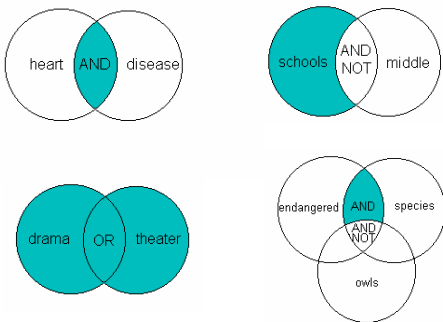 heart AND disease
schools AND NOT middle
drama OR theater
endangered AND species
AND NOT
owls